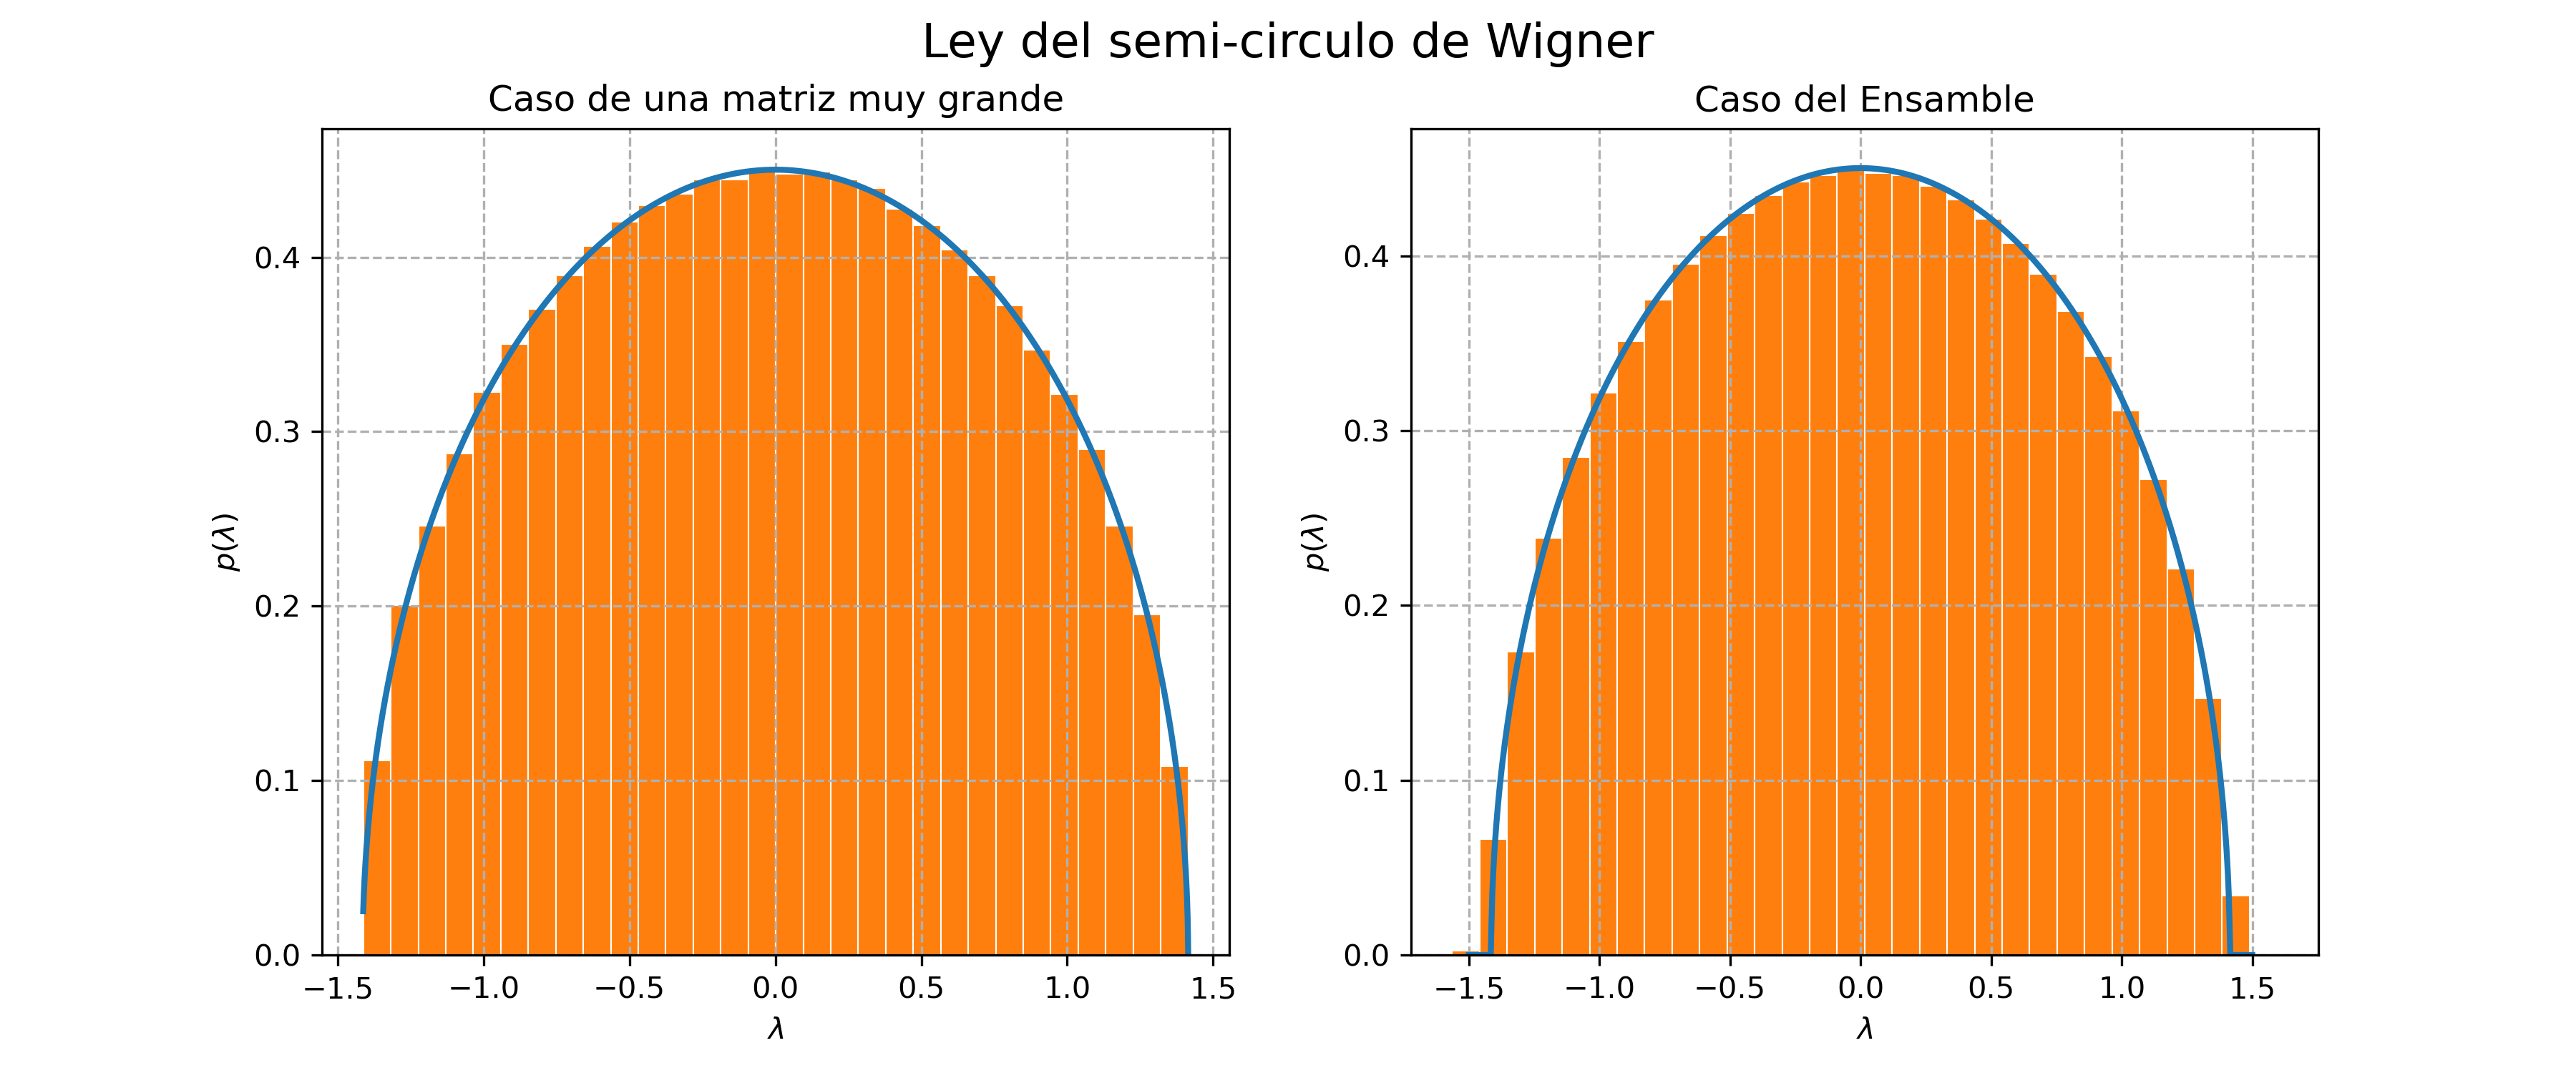 Ley del semi-circulo de Wigner
Caso de una matriz muy grande
p(λ)
0.4
0.3
0.2
0.1
0.0
−1.5 −1.0 −0.5 0.0 0.5 1.0 1.5
λ
Caso del Ensamble
p(λ)
0.4
0.3
0.2
0.1
0.0
−1.5 −1.0 −0.5 0.0 0.5 1.0 1.5
λ